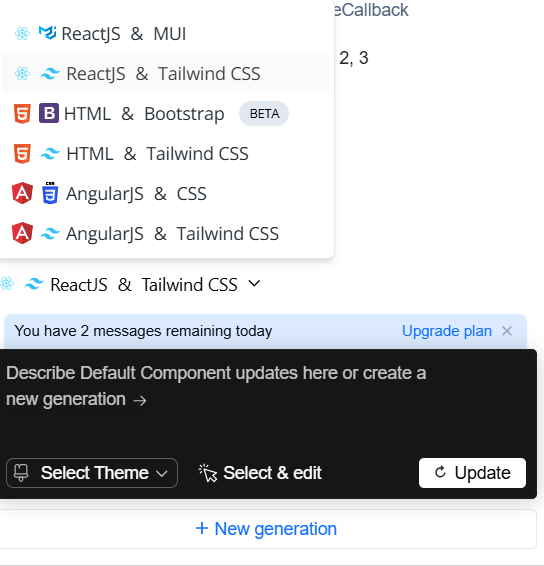 eCallback
ReactJS & MUI
2, 3
ReactJS & Tailwind CSS
HTML & Bootstrap BETA
HTML & Tailwind CSS
AngularJS & CSS
AngularJS & Tailwind CSS
ReactJS & Tailwind CSS
You have 2 messages remaining today Upgrade plan
Describe Default Component updates here or create a
new generation →
Select Theme Select & edit Update
+ New generation